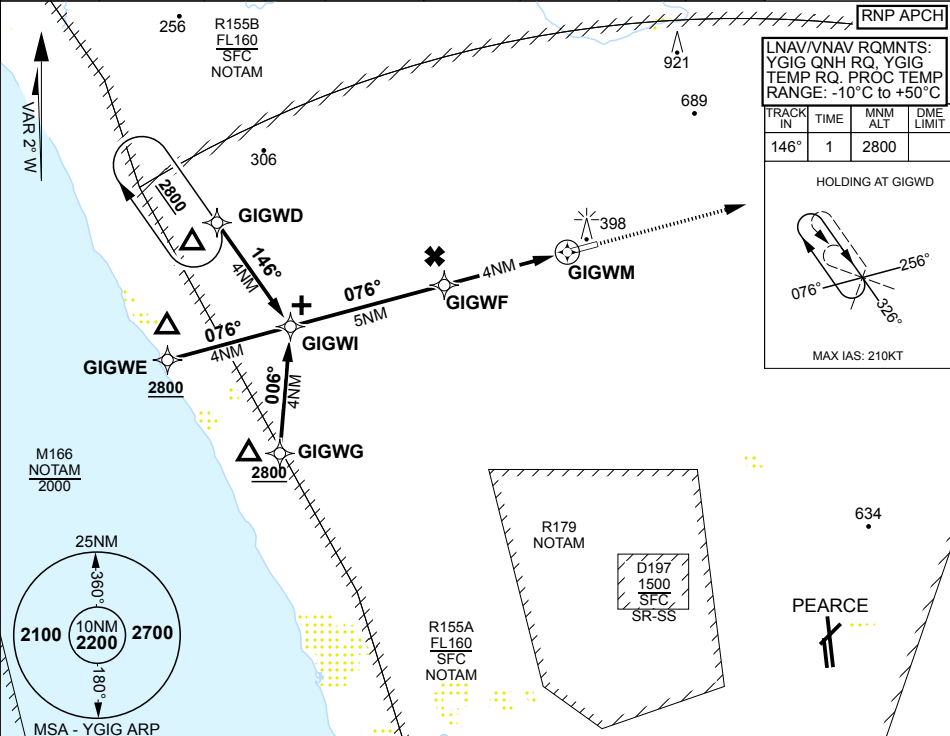 RNP APCH
256
R155B
FL160
SFC
NOTAM
921
LNAV/VNAV RQMNTS:
YGIG QNH RQ, YGIG
TEMP RQ. PROC TEMP
RANGE: -10°C to +50°C
VAR 2° W
689
TRACK IN
TIME
MNM ALT
DME LIMIT
146°
1
2800
306
HOLDING AT GIGWD
2800
GIGWD
398
146°
4NM
GIGWM
4NM
256°
076°
326°
076°
5NM
GIGWF
GIGWI
076°
4NM
GIGWE
2800
MAX IAS: 210KT
006°
4NM
GIGWG
2800
M166
NOTAM
2000
R179
NOTAM
634
25NM
360°
2100
10NM
2200
2700
180°
MSA - YGIG ARP
D197
1500
SFC
SR-SS
PEARCE
R155A
FL160
SFC
NOTAM